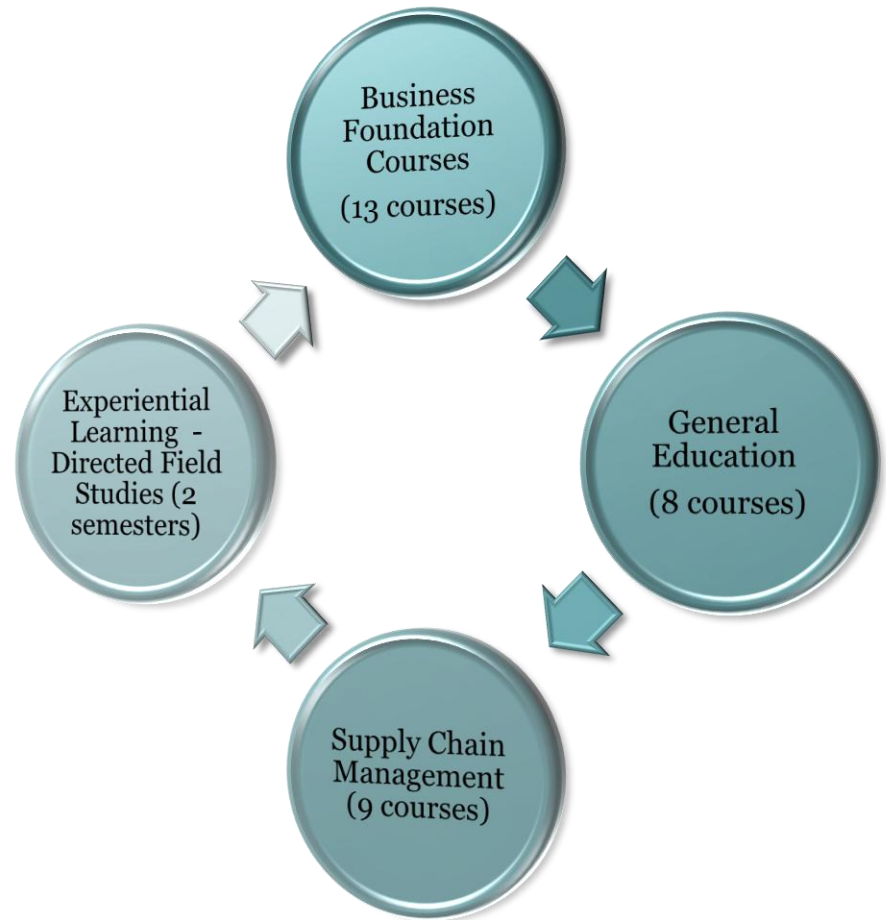 Business
Foundation
Courses
(13 courses)
General
Education
(8 courses)
Supply Chain
Management
(9 courses)
Experiential
Learning -
Directed Field
Studies (2
semesters)